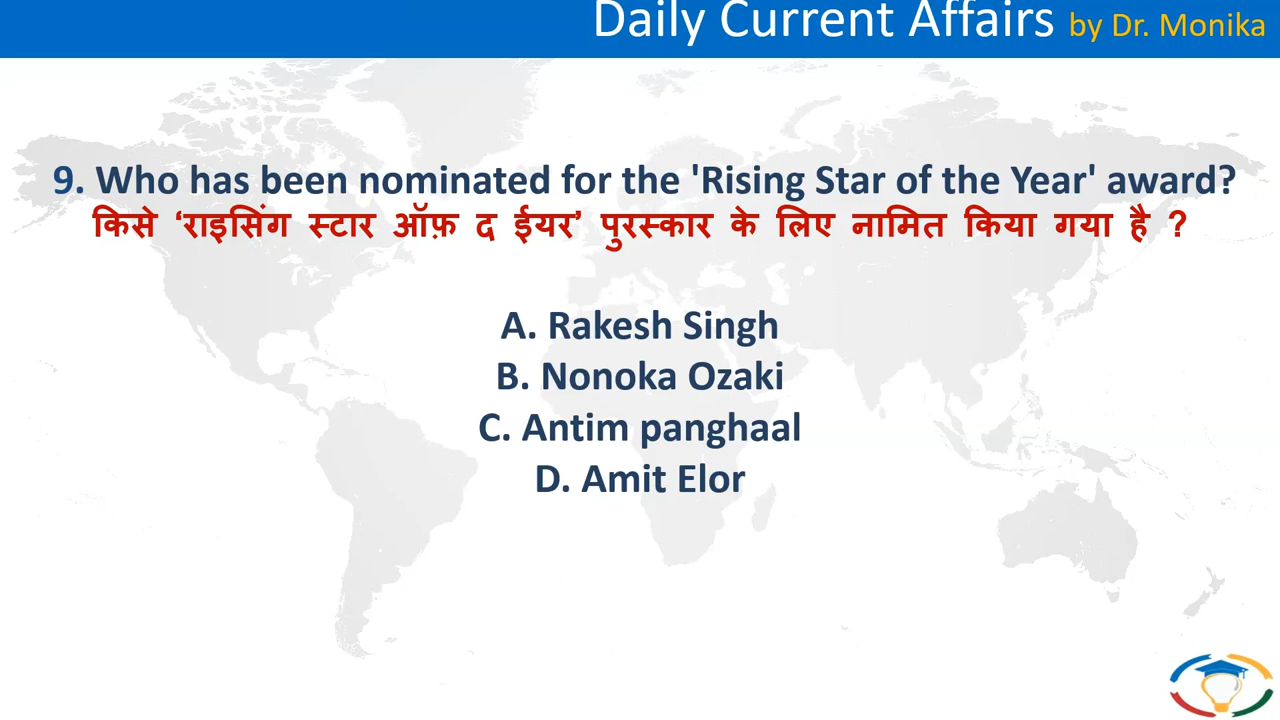 Daily Current Affairs by Dr. Monika
9. Who has been nominated for the 'Rising Star of the Year' award?
किसे ‘राइसिंग स्टार ऑफ़ द ईयर’ पुरस्कार के लिए नामित किया गया है ?
A. Rakesh Singh
B. Nonoka Ozaki
C. Antim panghaal
D. Amit Elor